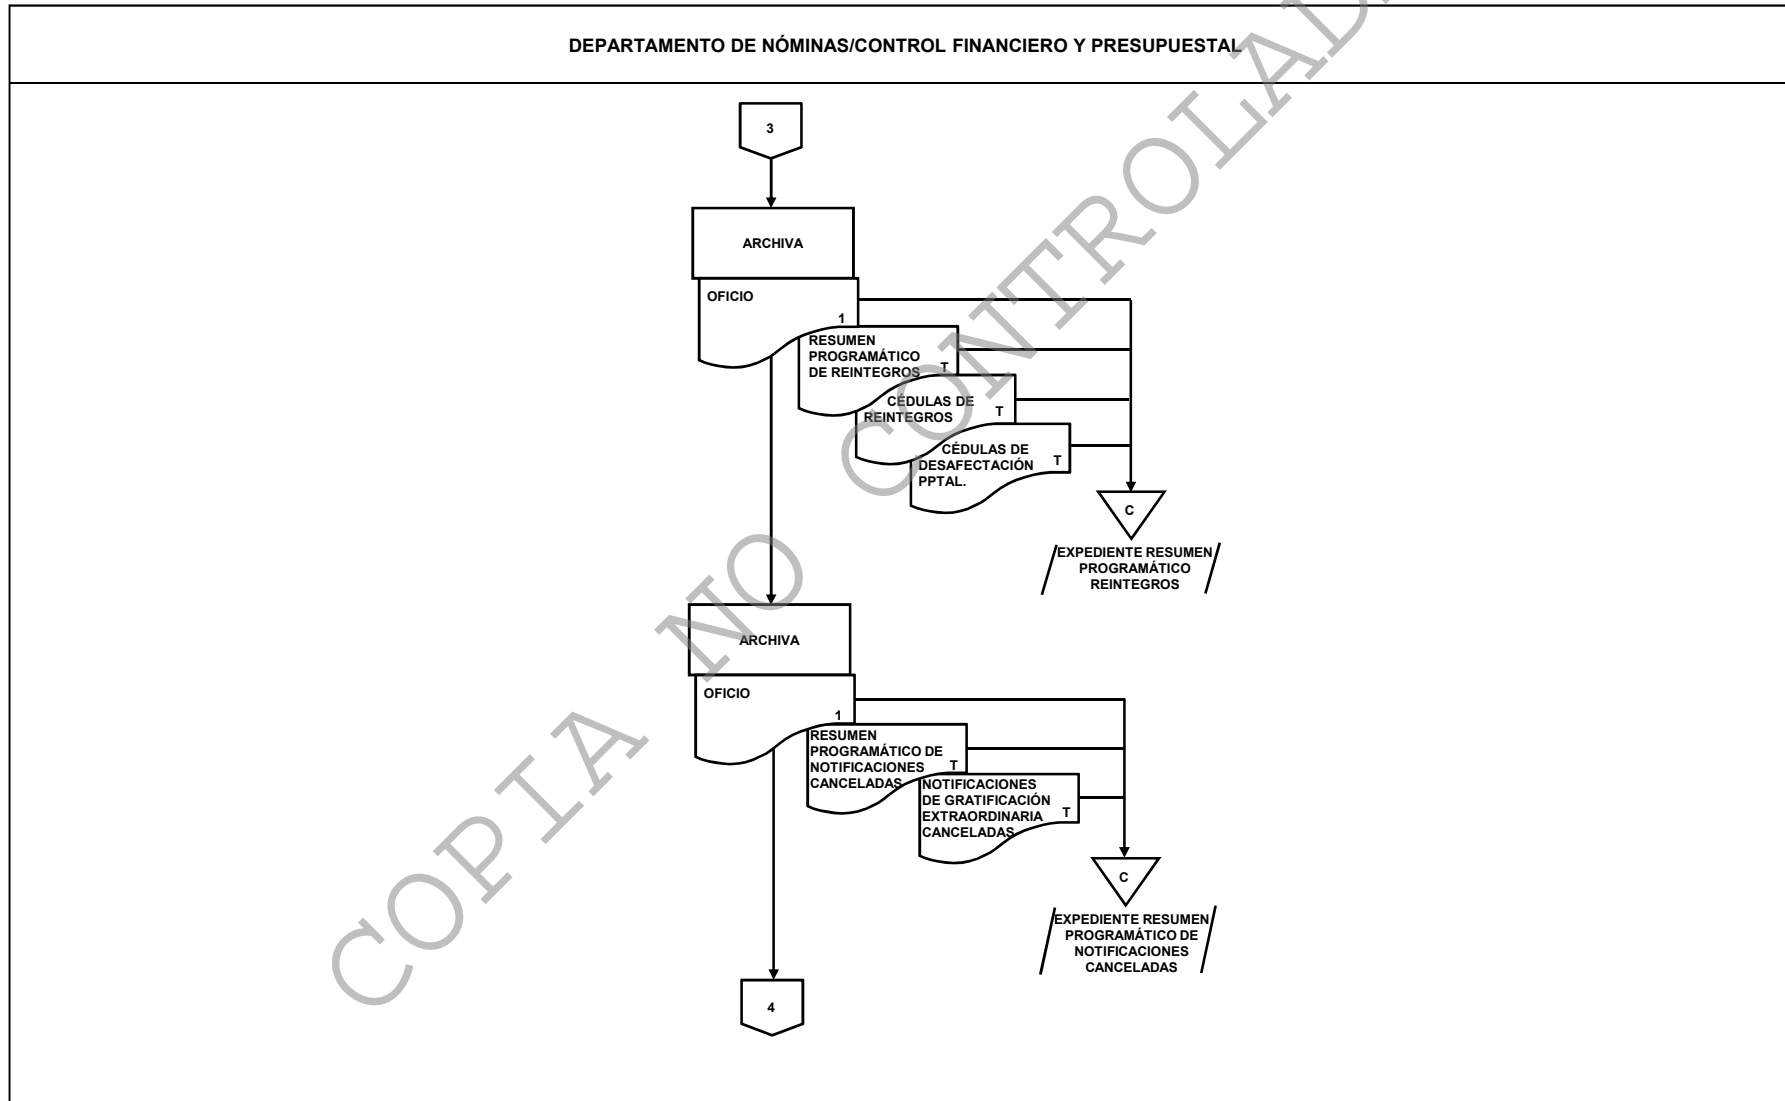 DEPARTAMENTO DE NÓMINAS/CONTROL FINANCIERO Y PRESUPUESTAL
3
ARCHIVA
OFICIO
1
RESUMEN
PROGRAMÁTICO
DE REINTEGROS
T
CÉDULAS DE
REINTEGROS
T
CÉDULAS DE
DESAFECTACIÓN
PPTAL.
T
C
EXPEDIENTE RESUMEN
PROGRAMÁTICO
REINTEGROS
ARCHIVA
OFICIO
1
RESUMEN
PROGRAMÁTICO DE
NOTIFICACIONES
CANCELADAS
T
NOTIFICACIONES
DE GRATIFICACIÓN
EXTRAORDINARIA
CANCELADAS
T
C
EXPEDIENTE RESUMEN
PROGRAMÁTICO DE
NOTIFICACIONES
CANCELADAS
4
COPIA NO CONTROLAD